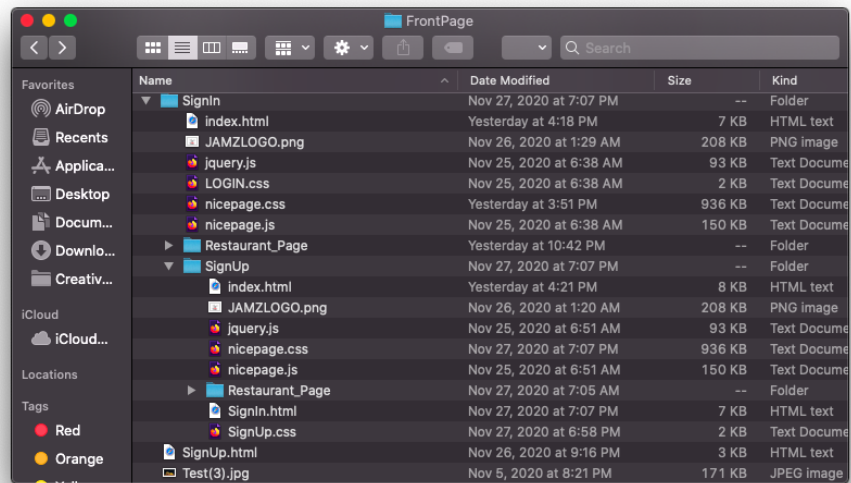 FrontPage
Search
Favorites
AirDrop
Recents
Applica...
Desktop
Docum...
Downlo...
Creativ...
iCloud
iCloud...
Locations
Tags
Red
Orange
Name Date Modified Size Kind
SignIn Nov 27, 2020 at 7:07 PM -- Folder
index.html Yesterday at 4:18 PM 7 KB HTML text
JAMZLOGO.png Nov 26, 2020 at 1:29 AM 208 KB PNG image
jquery.js Nov 25, 2020 at 6:38 AM 93 KB Text Docume
LOGIN.css Nov 25, 2020 at 6:38 AM 2 KB Text Docume
nicepage.css Yesterday at 3:51 PM 936 KB Text Docume
nicepage.js Nov 25, 2020 at 6:38 AM 150 KB Text Docume
Restaurant_Page Yesterday at 10:42 PM -- Folder
SignUp Nov 27, 2020 at 7:07 PM -- Folder
index.html Yesterday at 4:21 PM 8 KB HTML text
JAMZLOGO.png Nov 26, 2020 at 1:20 AM 208 KB PNG image
jquery.js Nov 25, 2020 at 6:51 AM 93 KB Text Docume
nicepage.css Nov 27, 2020 at 7:07 PM 936 KB Text Docume
nicepage.js Nov 25, 2020 at 6:51 AM 150 KB Text Docume
Restaurant_Page Nov 27, 2020 at 7:05 AM -- Folder
SignIn.html Nov 27, 2020 at 7:07 PM 7 KB HTML text
SignUp.css Nov 27, 2020 at 6:58 PM 2 KB Text Docume
SignUp.html Nov 26, 2020 at 9:16 PM 3 KB HTML text
Test(3).jpg Nov 5, 2020 at 8:21 PM 171 KB JPEG image